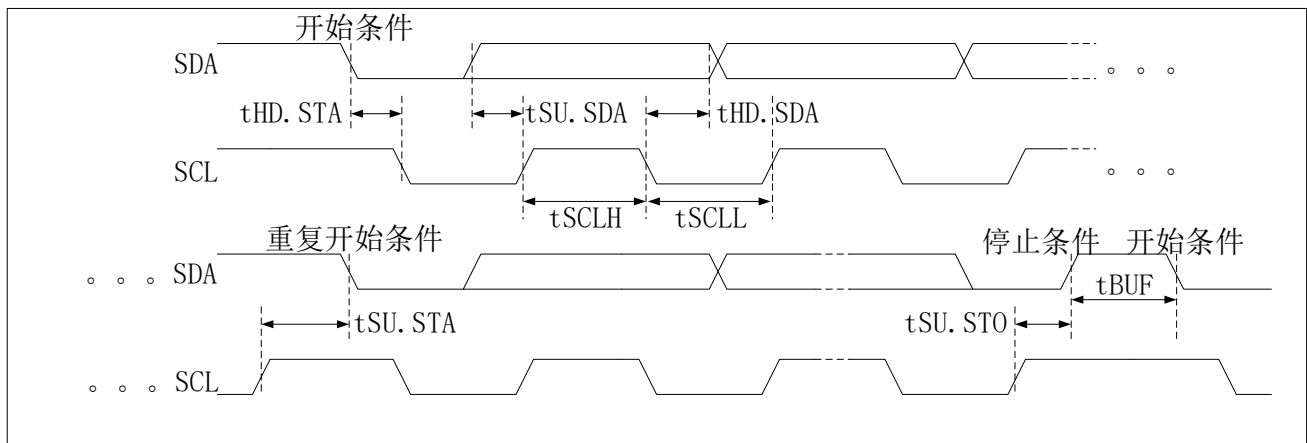 开始条件
SDA
。。。
tHD.STA tSU.SDA tHD.SDA
SCL
。。。
tSCLH tSCLL
重复开始条件 停止条件 开始条件
。。。SDA
tBUF
tSU.STA tSU.STO
。。。SCL